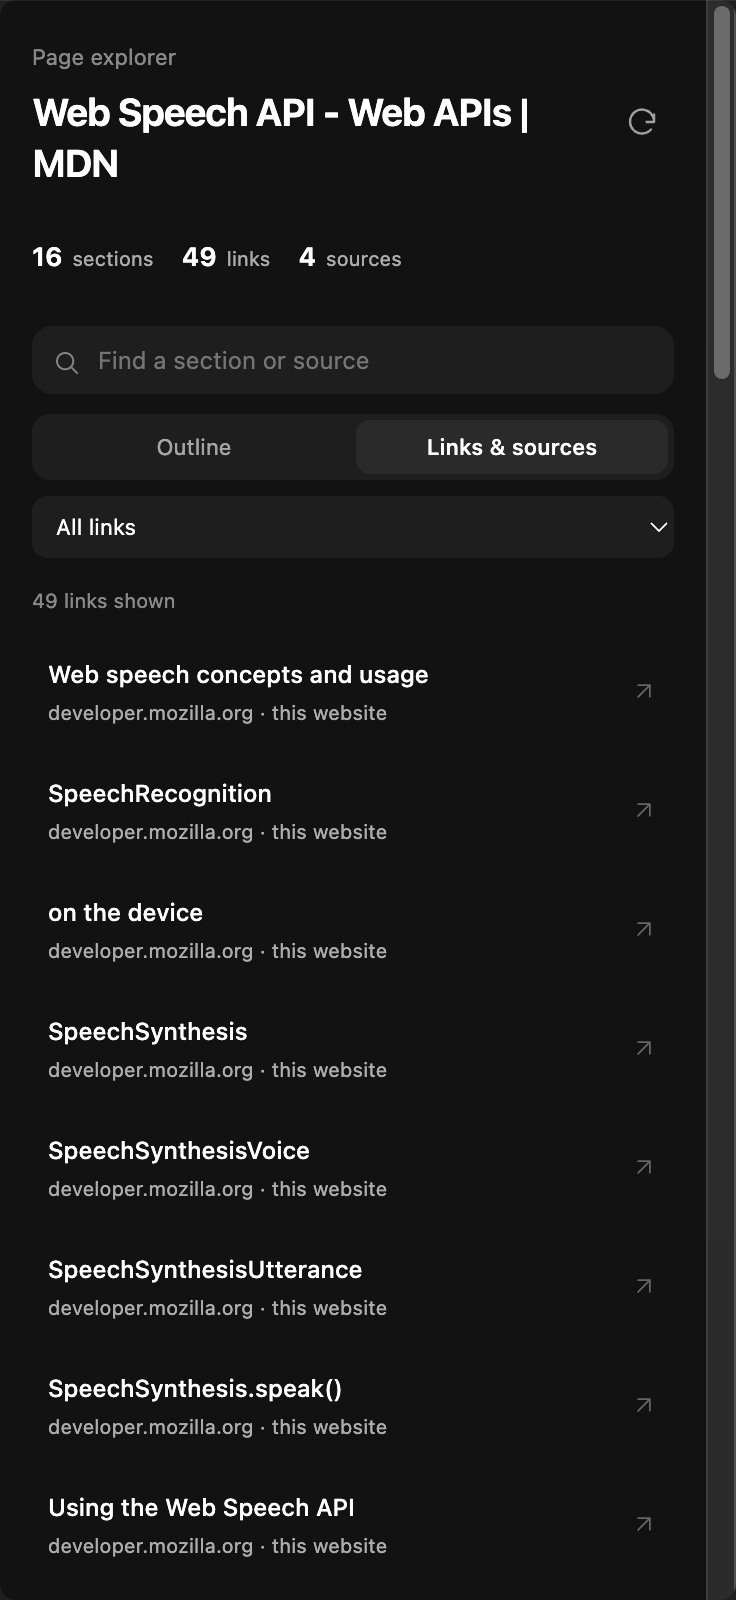 Page explorer
Web Speech API - Web APIs |
MDN
16 sections 49 links 4 sources
Find a section or source
Outline Links & sources
All links
49 links shown
Web speech concepts and usage
developer.mozilla.org · this website
SpeechRecognition
developer.mozilla.org · this website
on the device
developer.mozilla.org · this website
SpeechSynthesis
developer.mozilla.org · this website
SpeechSynthesisVoice
developer.mozilla.org · this website
SpeechSynthesisUtterance
developer.mozilla.org · this website
SpeechSynthesis.speak()
developer.mozilla.org · this website
Using the Web Speech API
developer.mozilla.org · this website